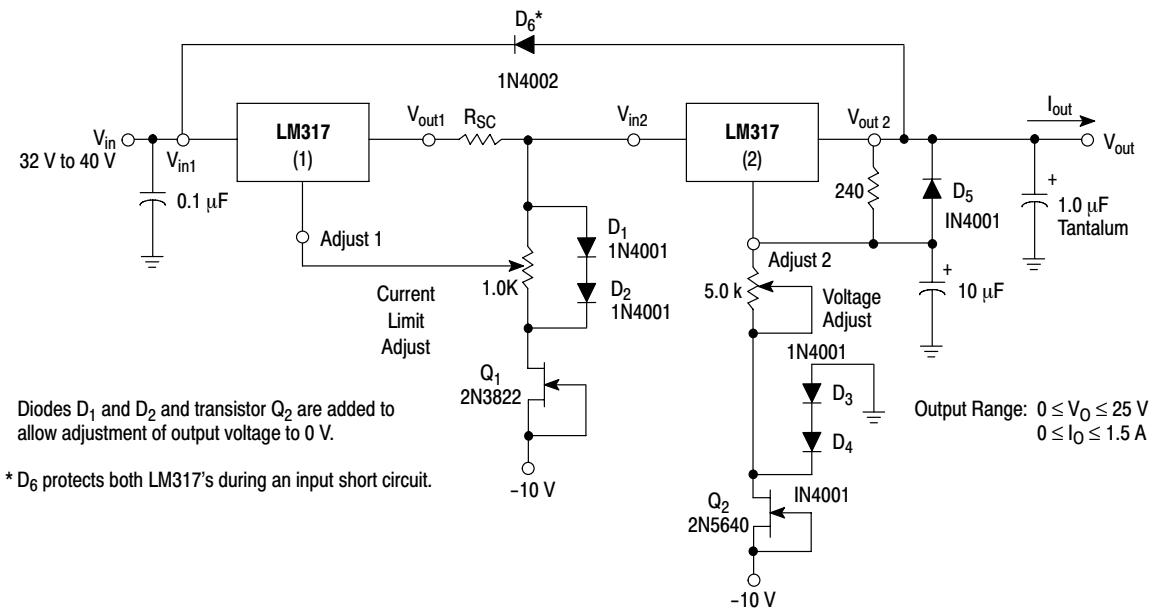 D6*
1N4002
Vin
32 V to 40 V
Vin1
0.1 μF
LM317
(1)
Adjust 1
Vout1
RSC
Vin2
LM317
(2)
Vout 2
Iout
Vout
240
D5
IN4001
+
1.0 μF
Tantalum
D1
1N4001
D2
1N4001
1.0K
Current
Limit
Adjust
Adjust 2
5.0 k
Voltage
Adjust
+
10 μF
1N4001
D3
D4
IN4001
Q1
2N3822
–10 V
Q2
2N5640
–10 V
Output Range: 0 ≤ VO ≤ 25 V
0 ≤ IO ≤ 1.5 A
Diodes D1 and D2 and transistor Q2 are added to
allow adjustment of output voltage to 0 V.
* D6 protects both LM317's during an input short circuit.